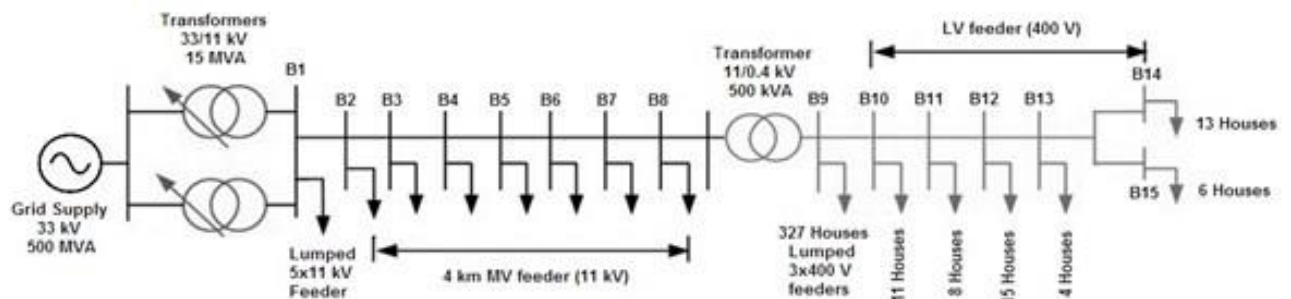 Transformers
33/11 kV
15 MVA
B1
B2
B3
B4
B5
B6
B7
B8
Transformer
11/0.4 kV
500 kVA
B9
B10
B11
B12
B13
LV feeder (400 V)
B14
13 Houses
B15
6 Houses
Grid Supply
33 kV
500 MVA
Lumped
5x11 kV
Feeder
4 km MV feeder (11 kV)
327 Houses
Lumped
3x400 V
feeders
11 Houses
8 Houses
Houses
4 Houses